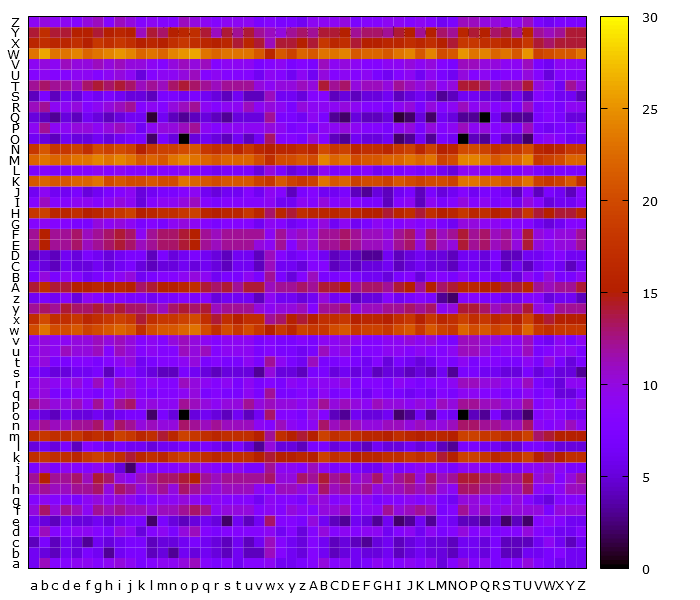 Z
Y
X
W
V
U
T
S
R
Q
P
O
N
M
L
K
J
I
H
G
F
E
D
C
B
A
z
y
x
w
v
u
t
s
r
q
p
o
n
m
l
k
j
i
h
g
f
e
d
c
b
a
a b c d e f g h i j k l m n o p q r s t u v w x y z A B C D E F G H I J K L M N O P Q R S T U V W X Y Z
30
25
20
15
10
5
0